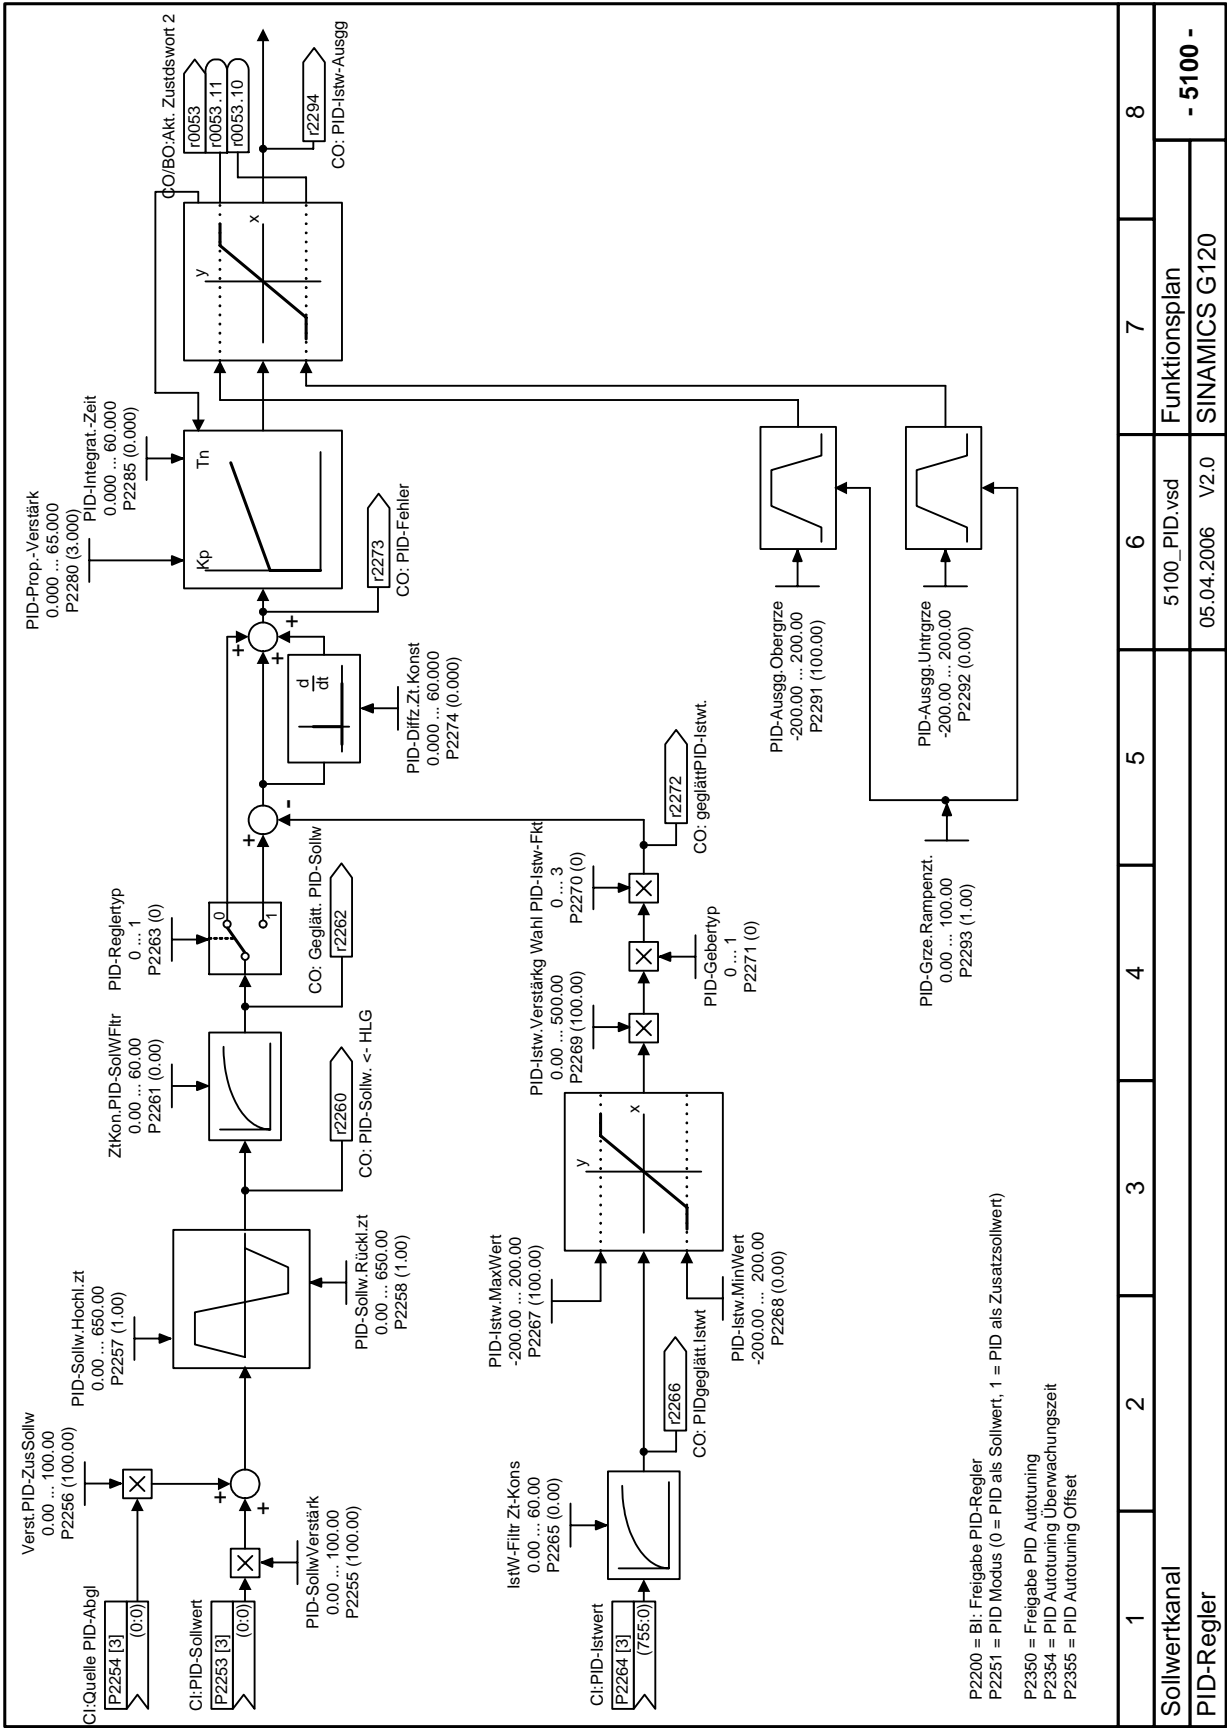 Verst.PID-ZusSollw
0.00 ... 100.00
P2256 (100.00)
CI:Quelle PID-Abgl
P2254 [3]
(0:0)
CI:PID-Sollwert
P2253 [3]
(0:0)
PID-SollwVerstärk
0.00 ... 100.00
P2255 (100.00)
+
+
PID-Sollw.Hochl.zt
0.00 ... 650.00
P2257 (1.00)
PID-Sollw.Rückl.zt
0.00 ... 650.00
P2258 (1.00)
ZtKon.PID-SolWFltr
0.00 ... 60.00
P2261 (0.00)
r2260
CO: PID-Sollw. <- HLG
PID-Reglertyp
0 ... 1
P2263 (0)
0
1
CO: Geglätt. PID-Sollw
r2262
+
-
d
dt
PID-Diffz.Zt.Konst
0.000 ... 60.000
P2274 (0.000)
+
+
+
PID-Prop.-Verstärk
0.000 ... 65.000
P2280 (3.000)
PID-Integrat.-Zeit
0.000 ... 60.000
P2285 (0.000)
Kp
Tn
r2273
CO: PID-Fehler
y
x
CO/BO:Akt. Zustdswort 2
r0053
r0053.11
r0053.10
r2294
CO: PID-Istw-Ausgg
CI:PID-Istwert
P2264 [3]
(755:0)
IstW-Filtr Zt-Kons
0.00 ... 60.00
P2265 (0.00)
r2266
CO: PIDgeglätt.Istwt
PID-Istw.MaxWert
-200.00 ... 200.00
P2267 (100.00)
PID-Istw.MinWert
-200.00 ... 200.00
P2268 (0.00)
y
x
PID-Istw.Verstärkg
0.00 ... 500.00
P2269 (100.00)
Wahl PID-Istw-Fkt
0 ... 3
P2270 (0)
PID-Gebertyp
0 ... 1
P2271 (0)
r2272
CO: geglättPID-Istwt.
PID-Ausgg.Obergrze
-200.00 ... 200.00
P2291 (100.00)
PID-Ausgg.Untrgrze
-200.00 ... 200.00
P2292 (0.00)
PID-Grze.Rampenzt.
0.00 ... 100.00
P2293 (1.00)
P2200 = BI: Freigabe PID-Regler
P2251 = PID Modus (0 = PID als Sollwert, 1 = PID als Zusatzsollwert)
P2350 = Freigabe PID Autotuning
P2354 = PID Autotuning Überwachungszeit
P2355 = PID Autotuning Offset
1 2 3 4 5 6 7 8
Sollwertkanal
PID-Regler
5100_PID.vsd
05.04.2006 V2.0
Funktionsplan
SINAMICS G120
- 5100 -